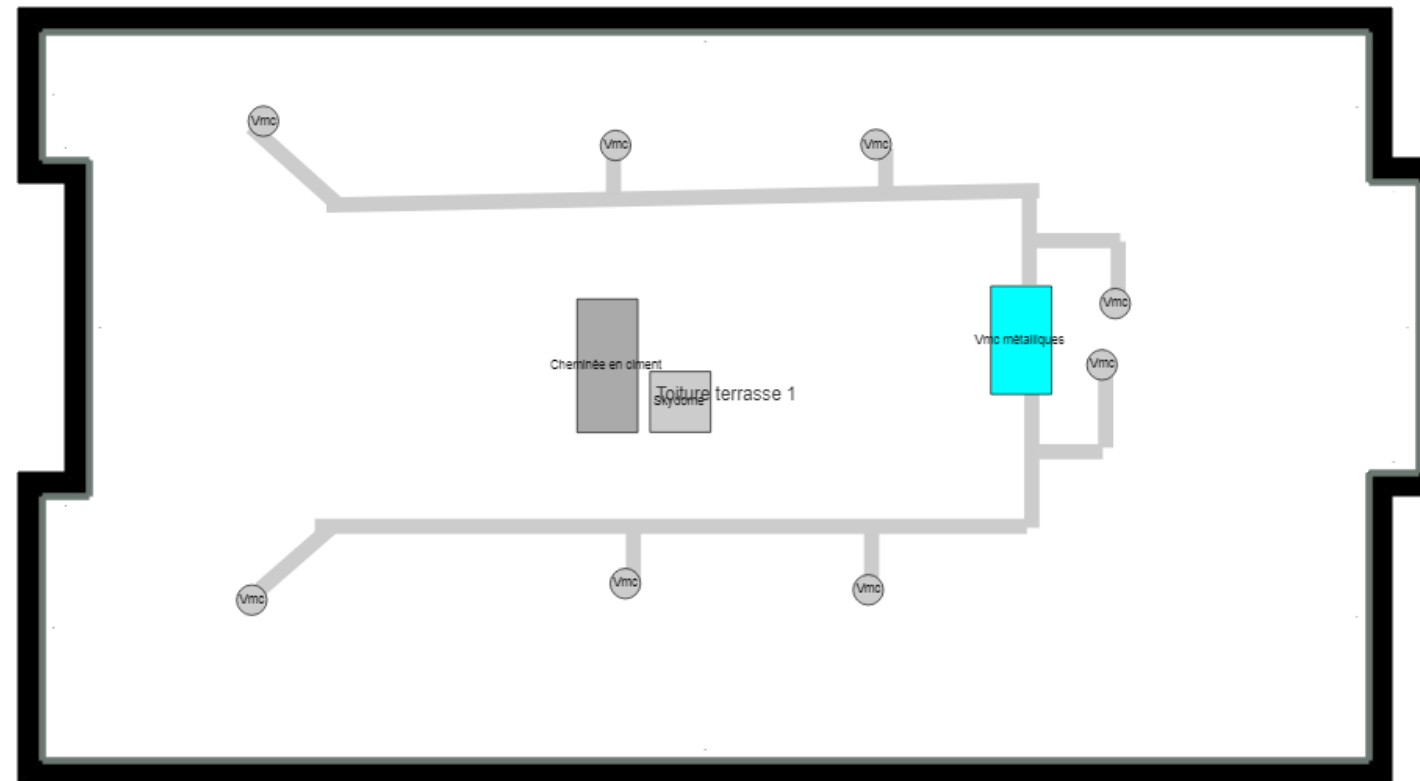 Vmc
Vmc
Vmc
Vmc
Vmc métalliques
Vmc
Cheminée en ciment
Toiture terrasse 1
Skydome
Vmc
Vmc
Vmc